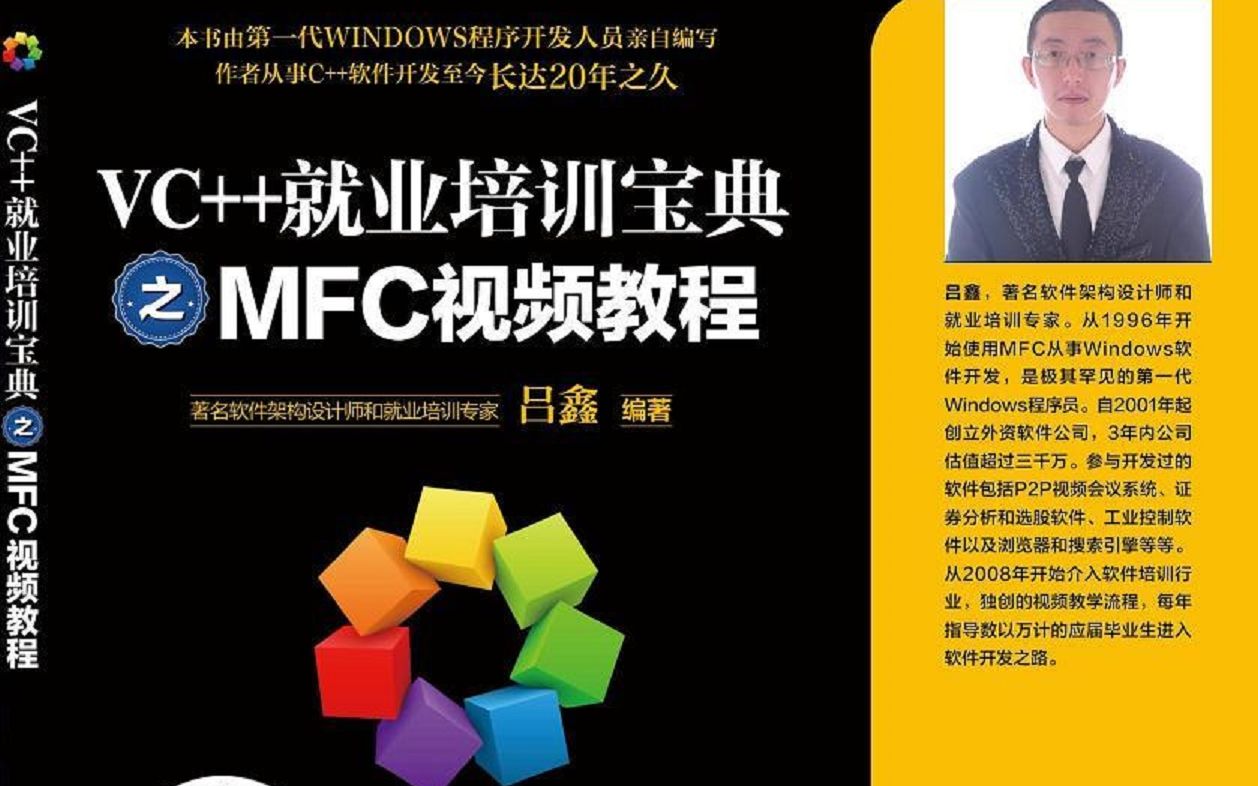 VC++就业培训宝典
之
MFC视频教程
本书由第一代WINDOWS程序开发人员亲自编写
作者从事C++软件开发至今长达20年之久
VC++就业培训宝典
之MFC视频教程
著名软件架构设计师和就业培训专家 吕鑫 编著
吕鑫，著名软件架构设计师和
就业培训专家。从1996年开
始使用MFC从事Windows软
件开发，是极其罕见的第一代
Windows程序员。自2001年起
创立外资软件公司，3年内公司
估值超过三千万。参与开发过的
软件包括P2P视频会议系统、证
券分析和选股软件、工业控制软
件以及浏览器和搜索引擎等等。
从2008年开始介入软件培训行
业，独创的视频教学流程，每年
指导数以万计的应届毕业生进入
软件开发之路。